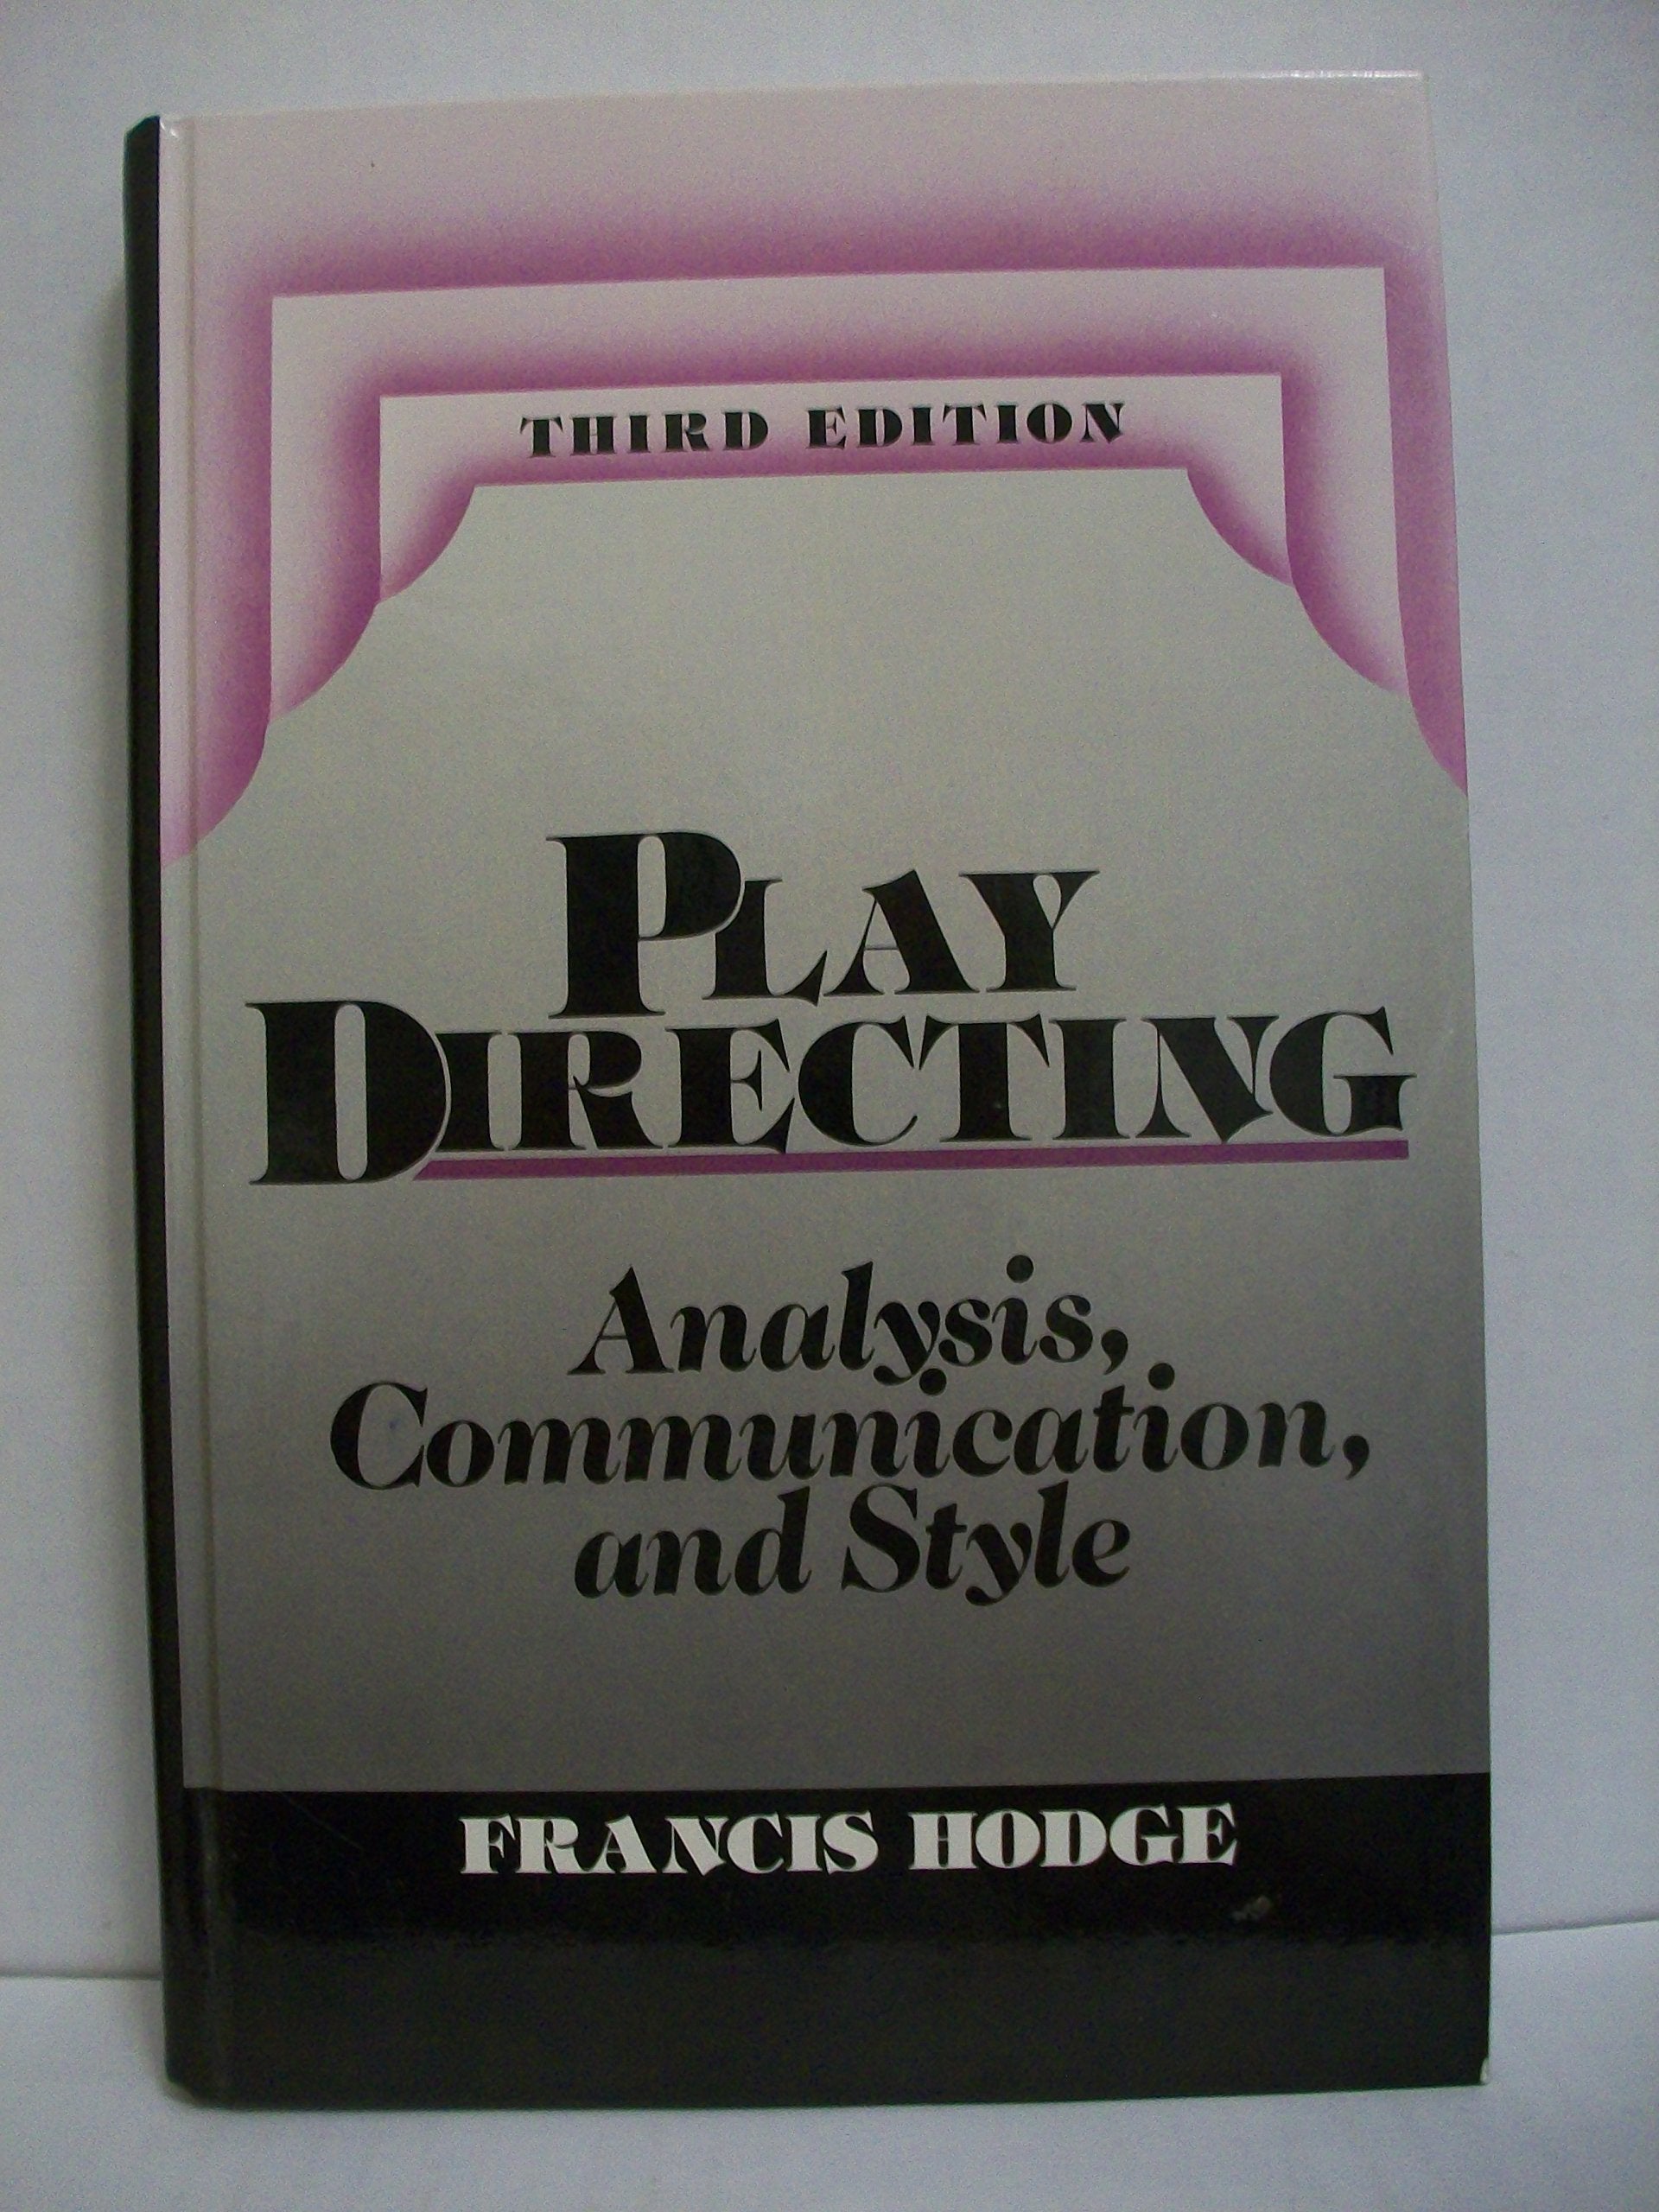 THIRD EDITION
PLAY
DIRECTING
Analysis,
Communication,
and Style
FRANCIS HODGE